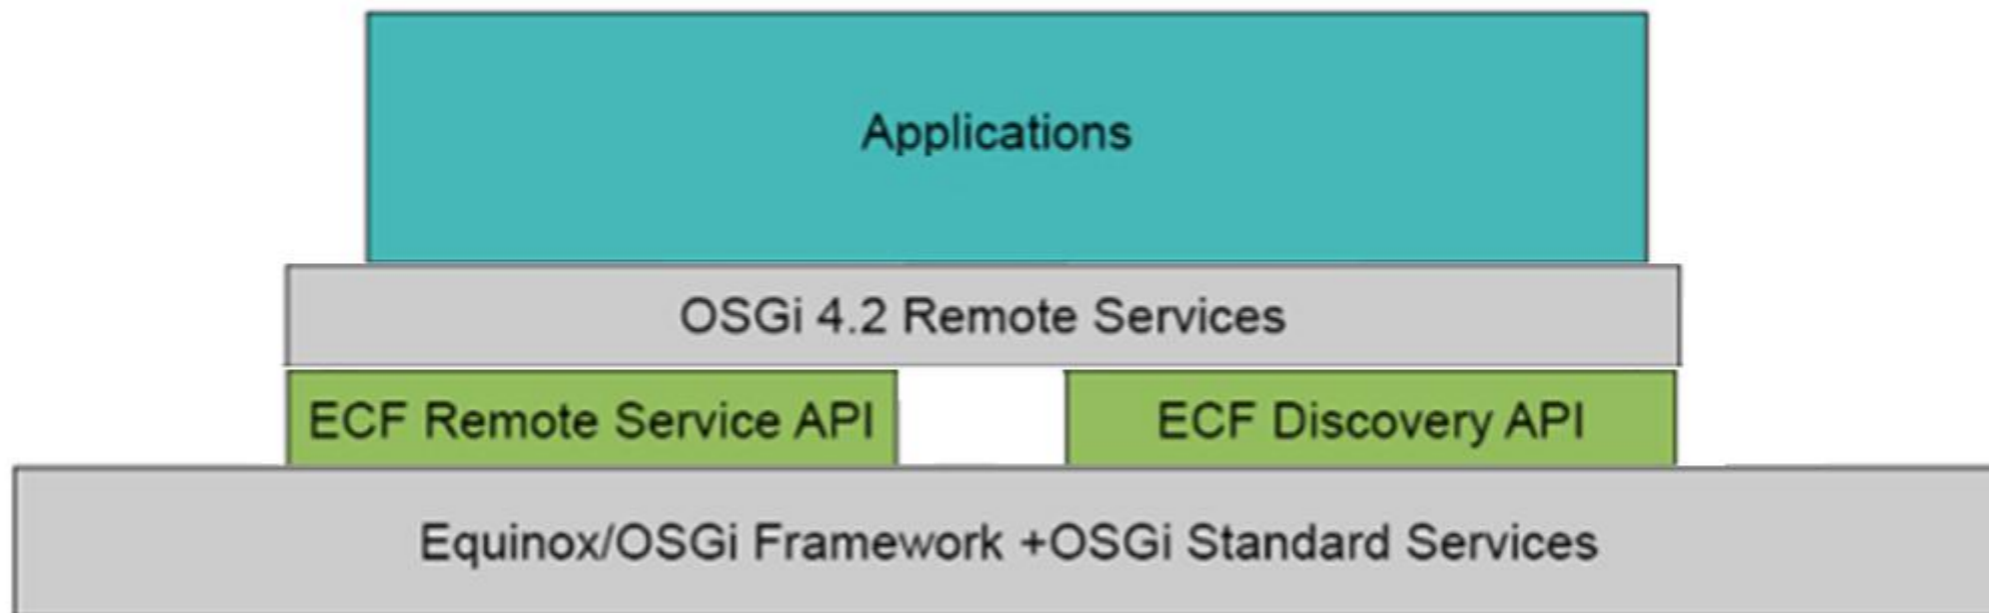 Applications
OSGi 4.2 Remote Services
ECF Remote Service API
ECF Discovery API
Equinox/OSGi Framework +OSGi Standard Services